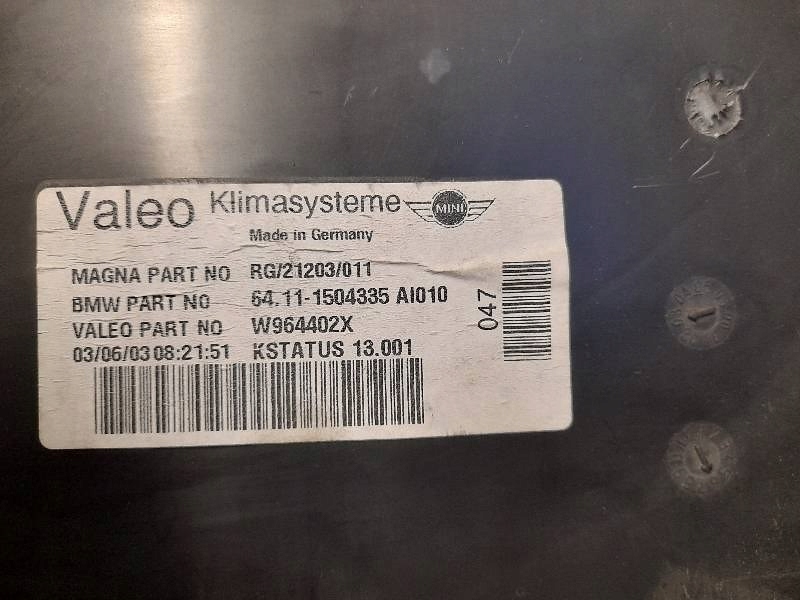 Valeo Klimasysteme MINI
Made in Germany
MAGNA PART NO RG/21203/011
BMW PART NO 64.11-1504335 AI010
VALEO PART NO W964402X
03/06/03 08:21:51 KSTATUS 13.001
047